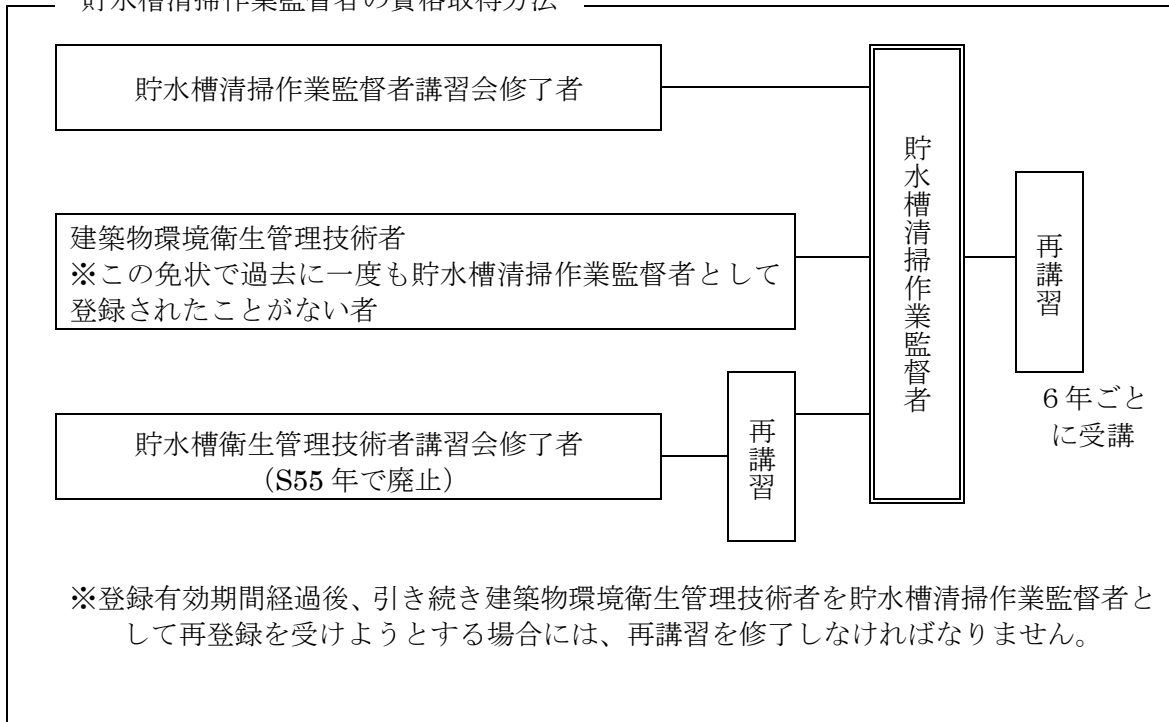 貯水槽清掃作業監督者の資格取得方法
貯水槽清掃作業監督者講習会修了者
建築物環境衛生管理技術者
※この免状で過去に一度も貯水槽清掃作業監督者として
登録されたことがない者
貯水槽衛生管理技術者講習会修了者
（S55 年で廃止）
再講習
貯水槽清掃作業監督者
再講習
６年ごと
に受講
※登録有効期間経過後、引き続き建築物環境衛生管理技術者を貯水槽清掃作業監督者と
して再登録を受けようとする場合には、再講習を修了しなければなりません。